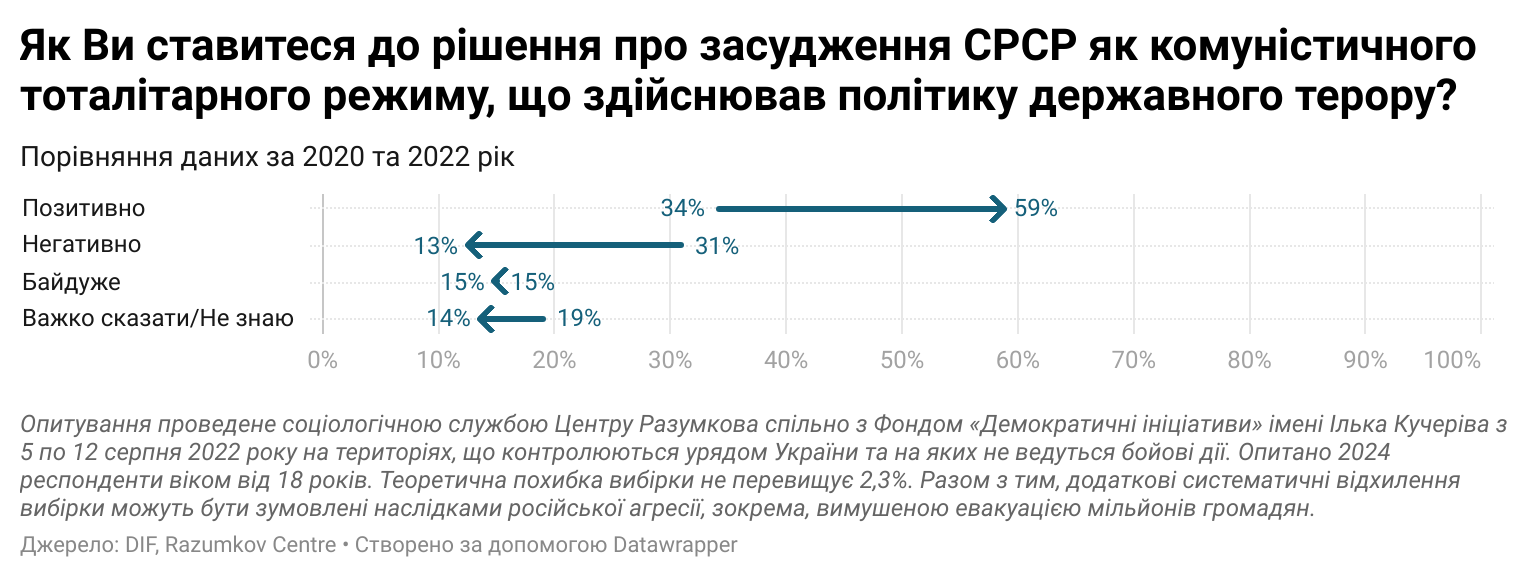 Як Ви ставитеся до рішення про засудження СРСР як комуністичного
тоталітарного режиму, що здійснював політику державного терору?
Порівняння даних за 2020 та 2022 рік
Позитивно 34% 59%
Негативно 13% 31%
Байдуже 15% 15%
Важко сказати/Не знаю 14% 19%
0% 10% 20% 30% 40% 50% 60% 70% 80% 90% 100%
Опитування проведене соціологічною службою Центру Разумкова спільно з Фондом «Демократичні ініціативи» імені Ілька Кучеріва з
5 по 12 серпня 2022 року на територіях, що контролюються урядом України та на яких не ведуться бойові дії. Опитано 2024
респонденти віком від 18 років. Теоретична похибка вибірки не перевищує 2,3%. Разом з тим, додаткові систематичні відхилення
вибірки можуть бути зумовлені наслідками російської агресії, зокрема, вимушеною евакуацією мільйонів громадян.
Джерело: DIF, Razumkov Centre • Створено за допомогою Datawrapper